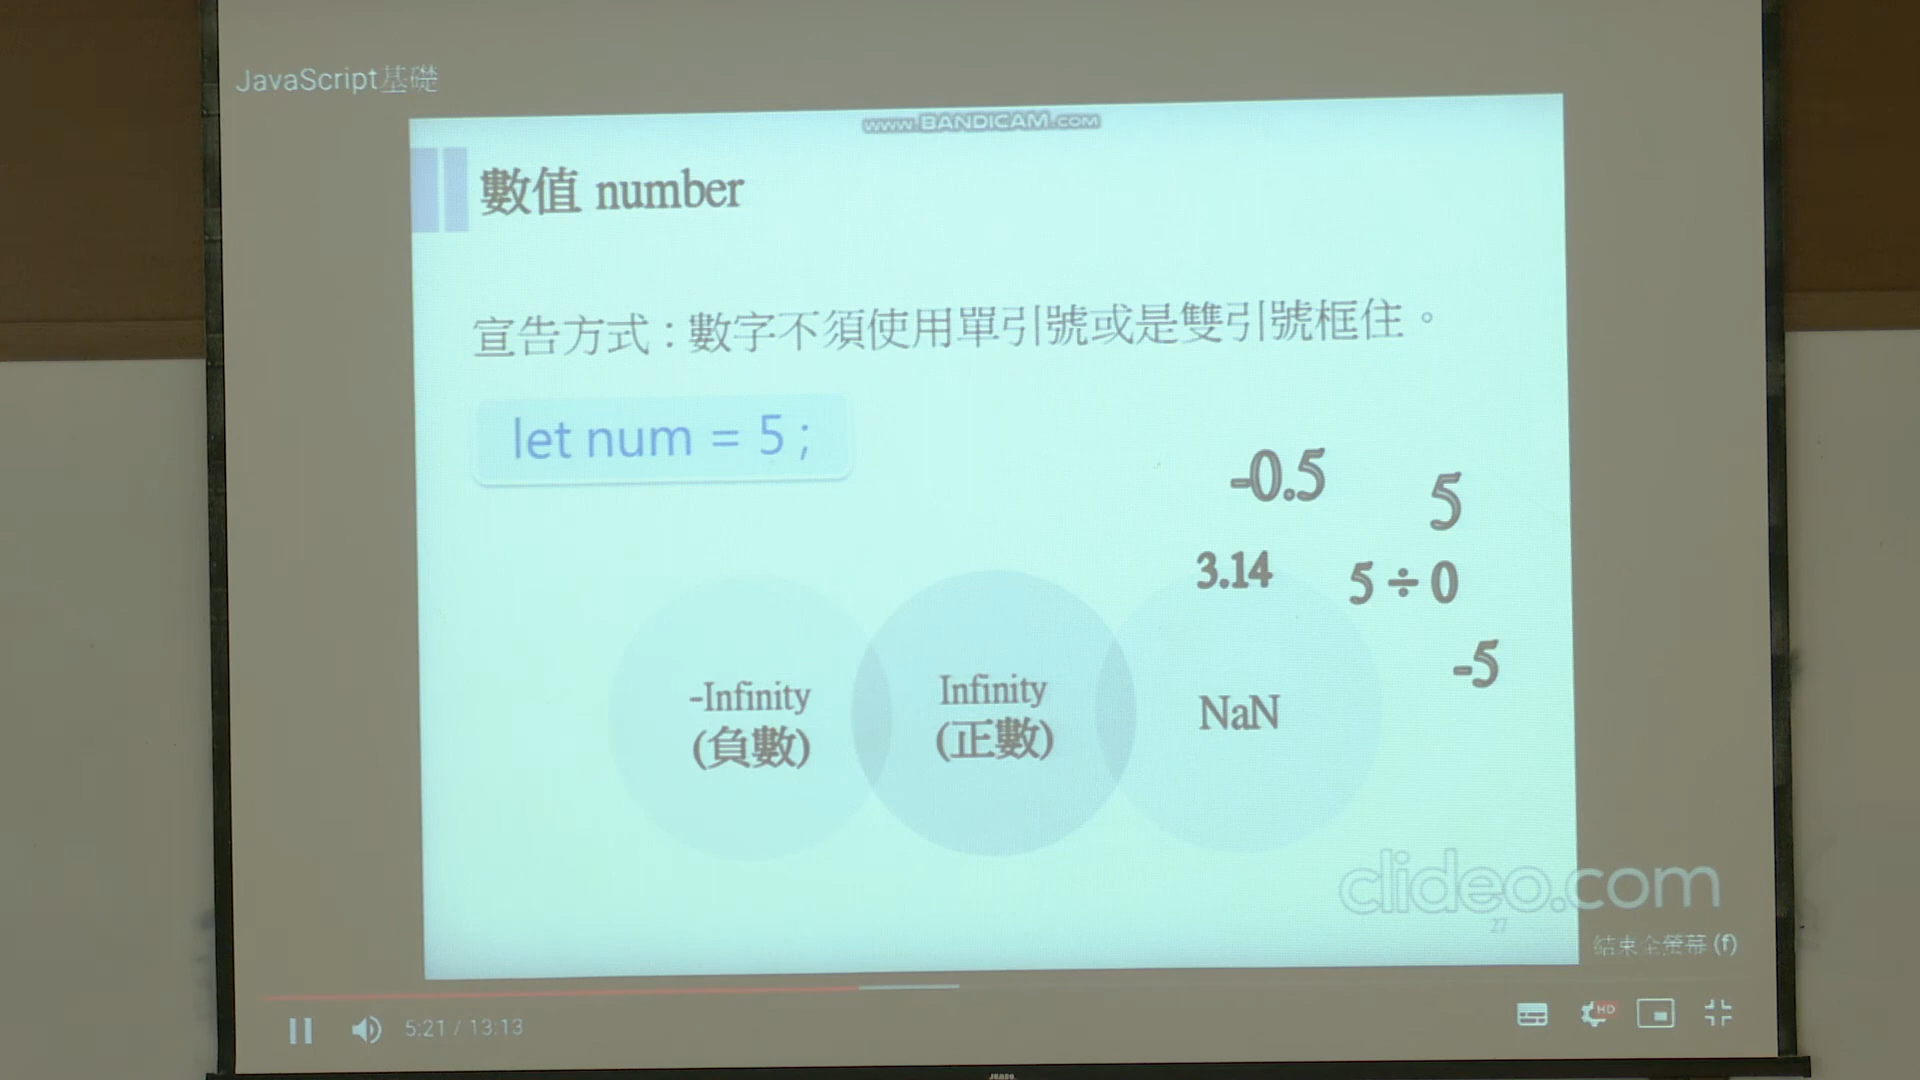 JavaScript基礎
www.BANDICAM.com
數值 number
宣告方式：數字不須使用單引號或是雙引號框住。
let num = 5 ;
-0.5
5
3.14
5 ÷ 0
-5
-Infinity
(負數)
Infinity
(正數)
NaN
clideo.com
27
結束全螢幕 (f)
5:21 / 13:13
HD